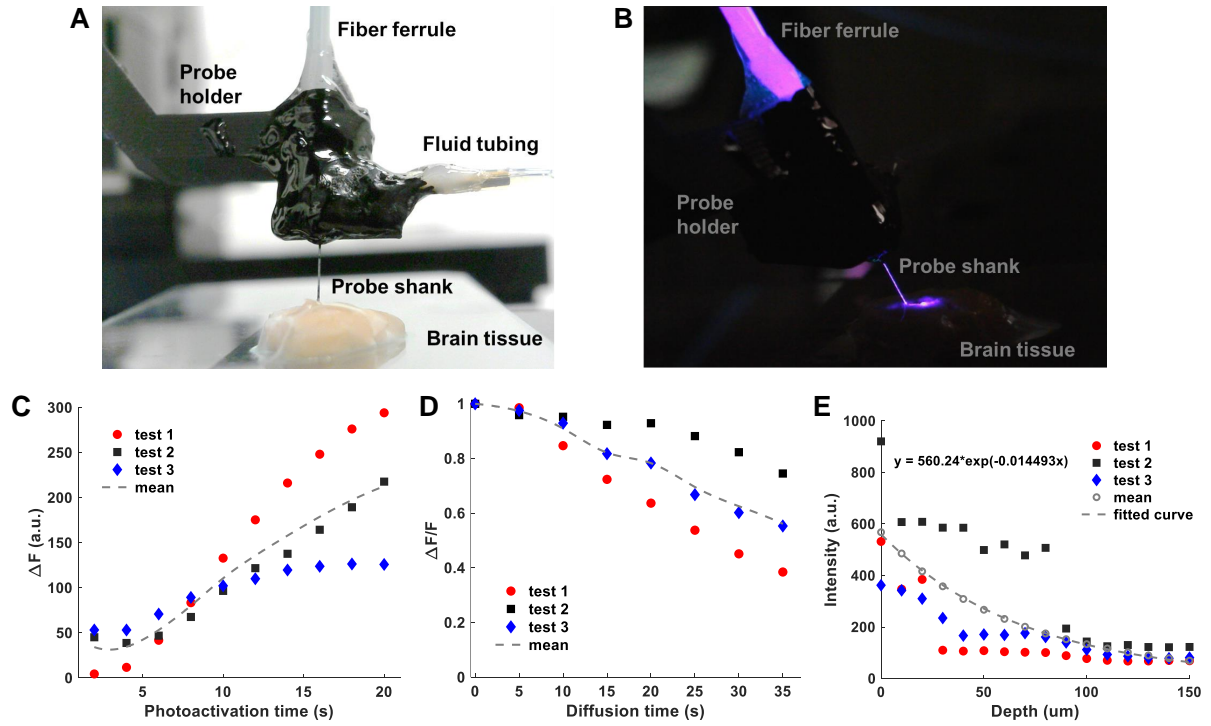 A
Fiber ferrule
Probe
holder
Fluid tubing
Probe shank
Brain tissue
B
Fiber ferrule
Probe
holder
Probe shank
Brain tissue
C
300
250
200
150
100
50
0
5
10
15
20
ΔF (a.u.)
Photoactivation time (s)
test 1
test 2
test 3
mean
D
1
0.8
0.6
0.4
0.2
0
0
5
10
15
20
25
30
35
ΔF/F
Diffusion time (s)
test 1
test 2
test 3
mean
E
1000
800
600
400
200
0
0
50
100
150
Intensity (a.u.)
Depth (um)
y = 560.24*exp(-0.014493x)
test 1
test 2
test 3
mean
fitted curve